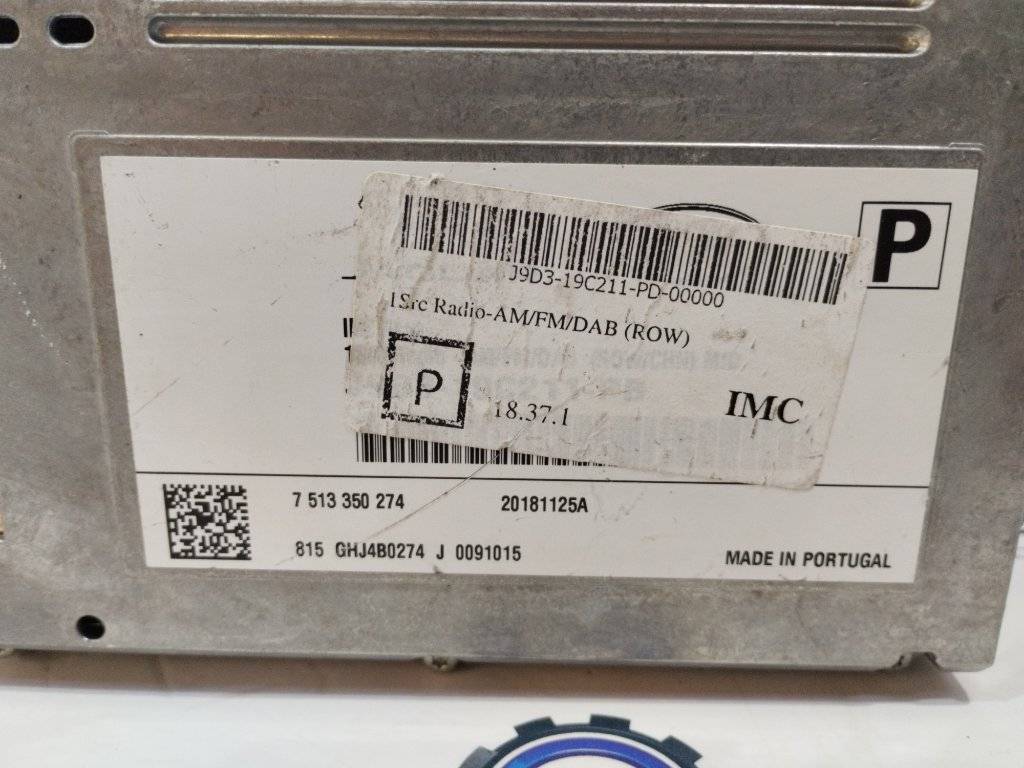 P
J9D3-19C211-PD-00000
ISrc Radio-AM/FM/DAB (ROW)
P
18.37.1
IMC
7 513 350 274 20181125A
815 GHJ4B0274 J 0091015
MADE IN PORTUGAL